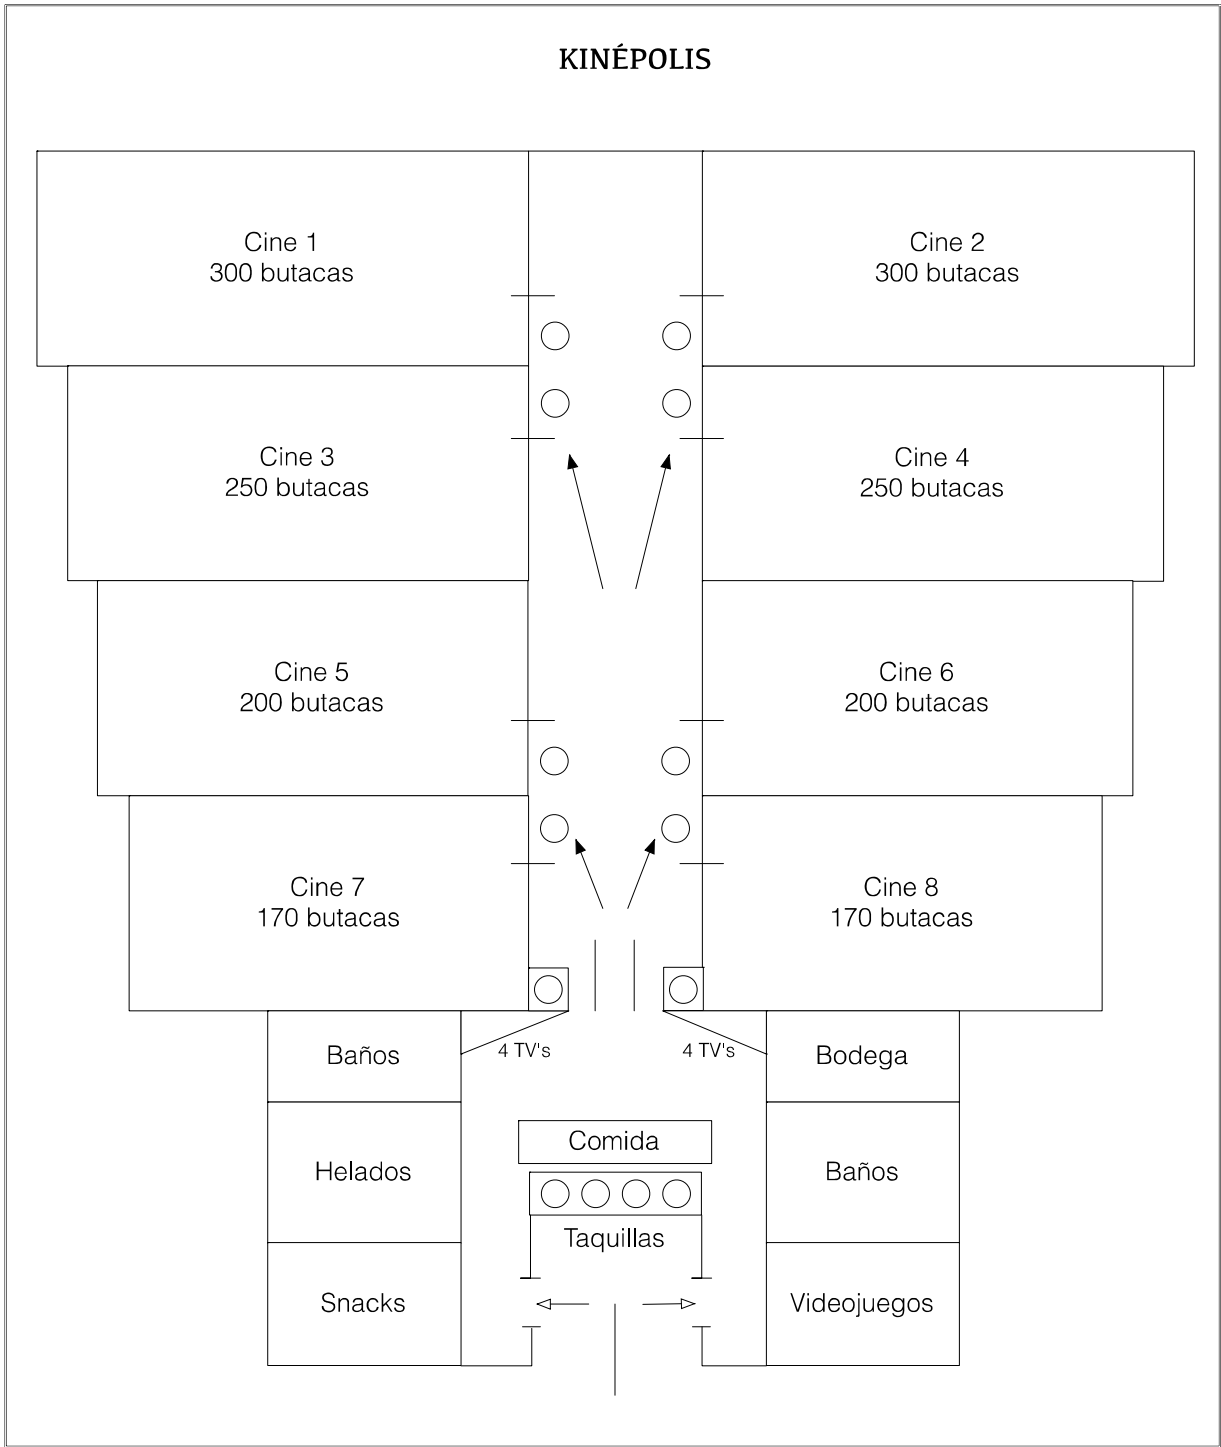 KINÉPOLIS
Cine 1
300 butacas
Cine 2
300 butacas
Cine 3
250 butacas
Cine 4
250 butacas
Cine 5
200 butacas
Cine 6
200 butacas
Cine 7
170 butacas
Cine 8
170 butacas
Baños
4 TV's
4 TV's
Bodega
Comida
Helados
Baños
Taquillas
Snacks
Videojuegos